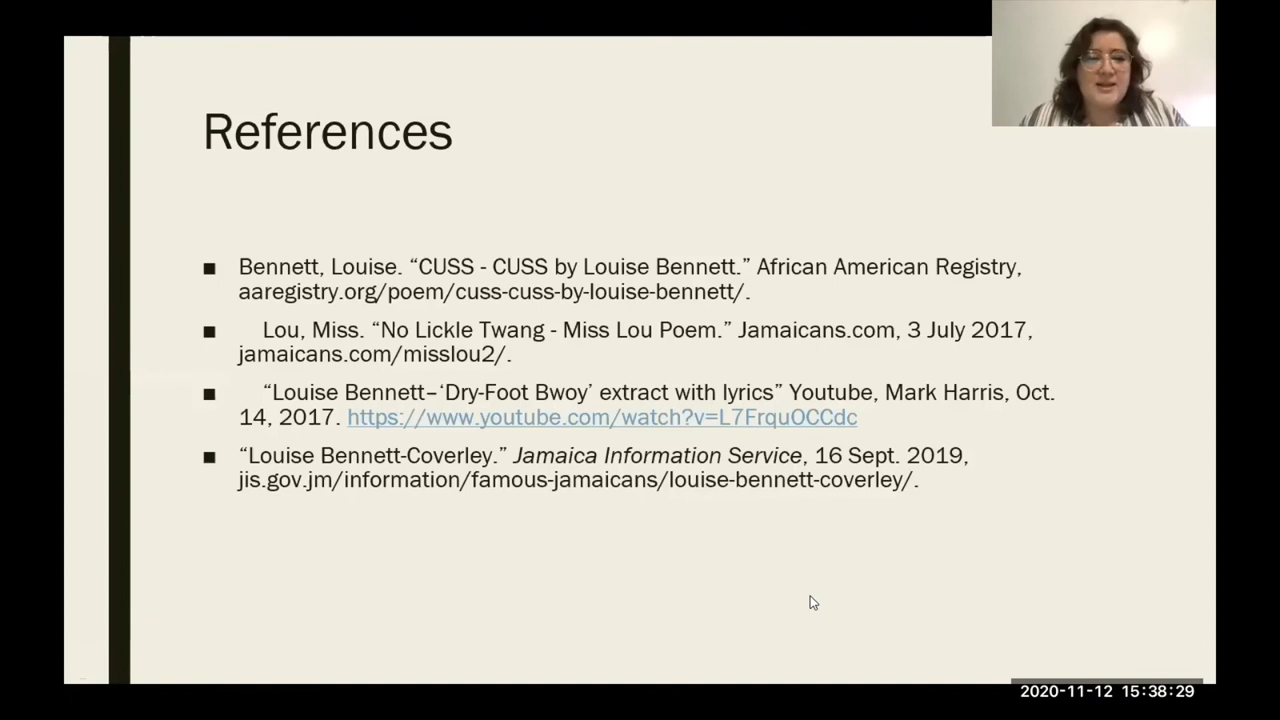 References
Bennett, Louise. “CUSS - CUSS by Louise Bennett.” African American Registry,
aaregistry.org/poem/cuss-cuss-by-louise-bennett/.
Lou, Miss. “No Lickle Twang - Miss Lou Poem.” Jamaicans.com, 3 July 2017,
jamaicans.com/misslou2/.
“Louise Bennett–‘Dry-Foot Bwoy’ extract with lyrics” Youtube, Mark Harris, Oct.
14, 2017. https://www.youtube.com/watch?v=L7FrquOCCdc
“Louise Bennett-Coverley.” Jamaica Information Service, 16 Sept. 2019,
jis.gov.jm/information/famous-jamaicans/louise-bennett-coverley/.
2020-11-12 15:38:29